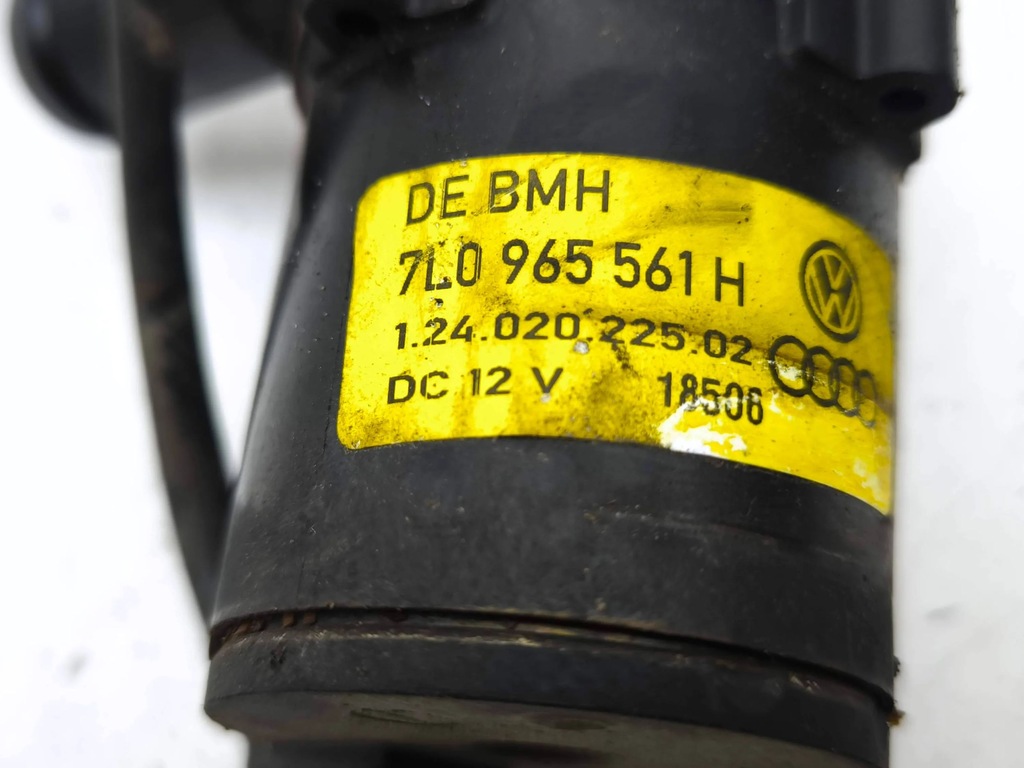 DE BMH
7L0 965 561 H
1.24.020.225.02
DC 12 V 18506